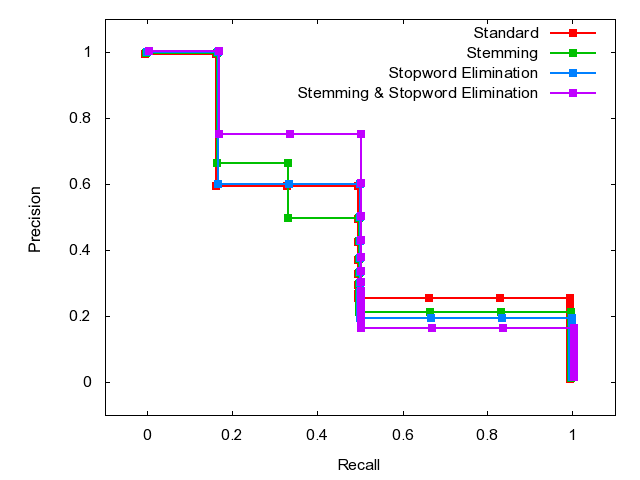 Standard
Stemming
Stopword Elimination
Stemming & Stopword Elimination
1
0.8
0.6
0.4
0.2
0
Precision
0 0.2 0.4 0.6 0.8 1
Recall